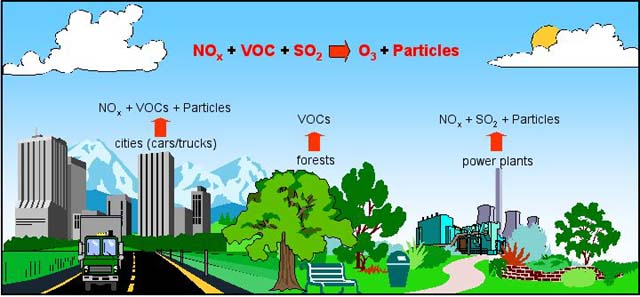 NOx + VOC + SO2 ➡ O3 + Particles
NOx + VOCs + Particles
cities (cars/trucks)
VOCs
forests
NOx + SO2 + Particles
power plants